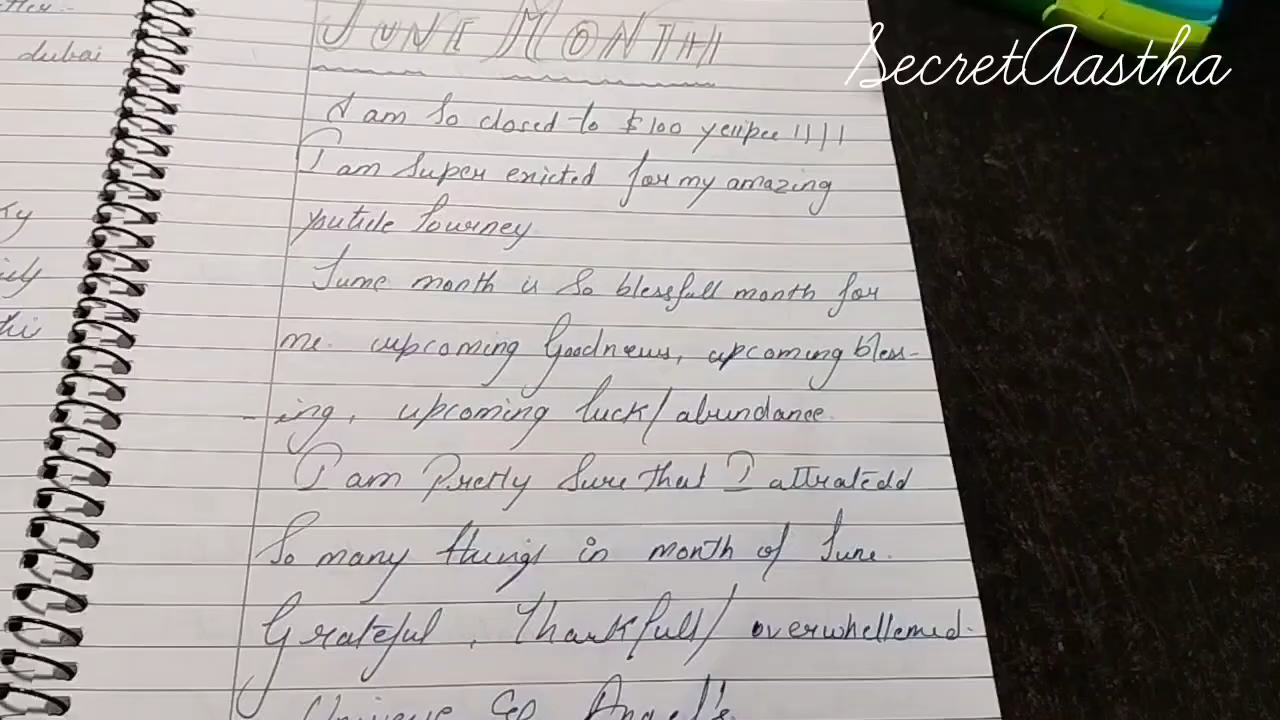 dubai
JUNE MONTH
SecretAastha
I am So closed to $100 yeiipee !!!!
I am Super exicted for my amazing
youtube Journey
June month is So blessfull month for
me. upcoming Goodnews, upcoming bless-
-ing, upcoming luck/abundance.
I am Pretty Sure that I attratedd
So many things in month of June.
Grateful, Thankfull/overwhellemed.
Angel's